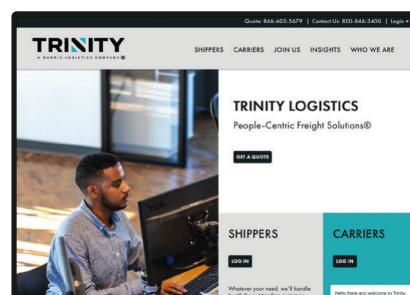 Quote: 866-603-5679 | Contact Us: 800-846-3400 | Login
TRINITY
A BURRIS LOGISTICS COMPANY
SHIPPERS CARRIERS JOIN US INSIGHTS WHO WE ARE
TRINITY LOGISTICS
People-Centric Freight Solutions®
GET A QUOTE
SHIPPERS
LOG IN
Whatever your need, we'll handle
CARRIERS
LOG IN
Hello there and welcome to Trinity.